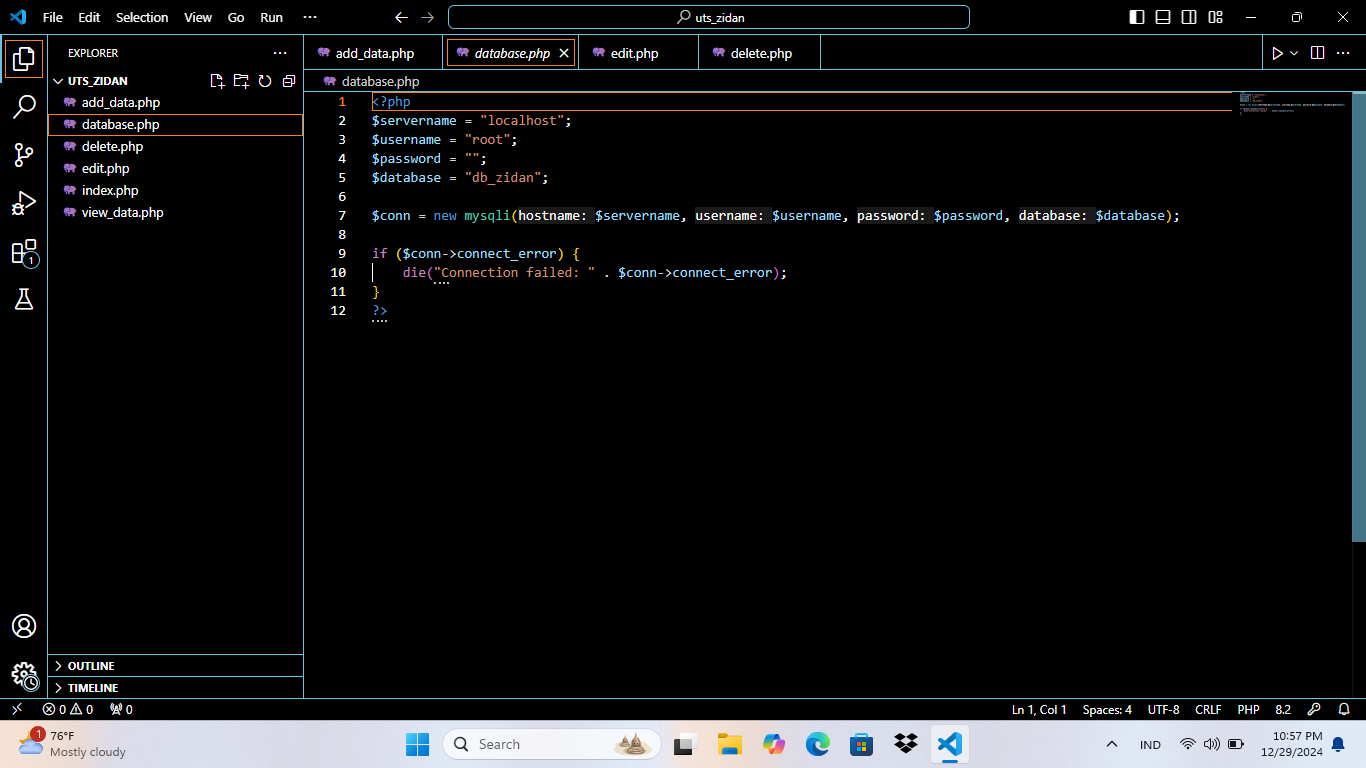 File Edit Selection View Go Run ··· uts_zidan
EXPLORER ···
UTS_ZIDAN
add_data.php
database.php
delete.php
edit.php
index.php
view_data.php
OUTLINE
TIMELINE
add_data.php database.php edit.php delete.php
database.php
1 <?php
2 $servername = "localhost";
3 $username = "root";
4 $password = "";
5 $database = "db_zidan";
6
7 $conn = new mysqli(hostname: $servername, username: $username, password: $password, database: $database);
8
9 if ($conn->connect_error) {
10 die("Connection failed: " . $conn->connect_error);
11 }
12 ?>
1
0 0 0 Ln 1, Col 1 Spaces: 4 UTF-8 CRLF PHP 8.2
1 76°F
Mostly cloudy
Search
IND
10:57 PM
12/29/2024